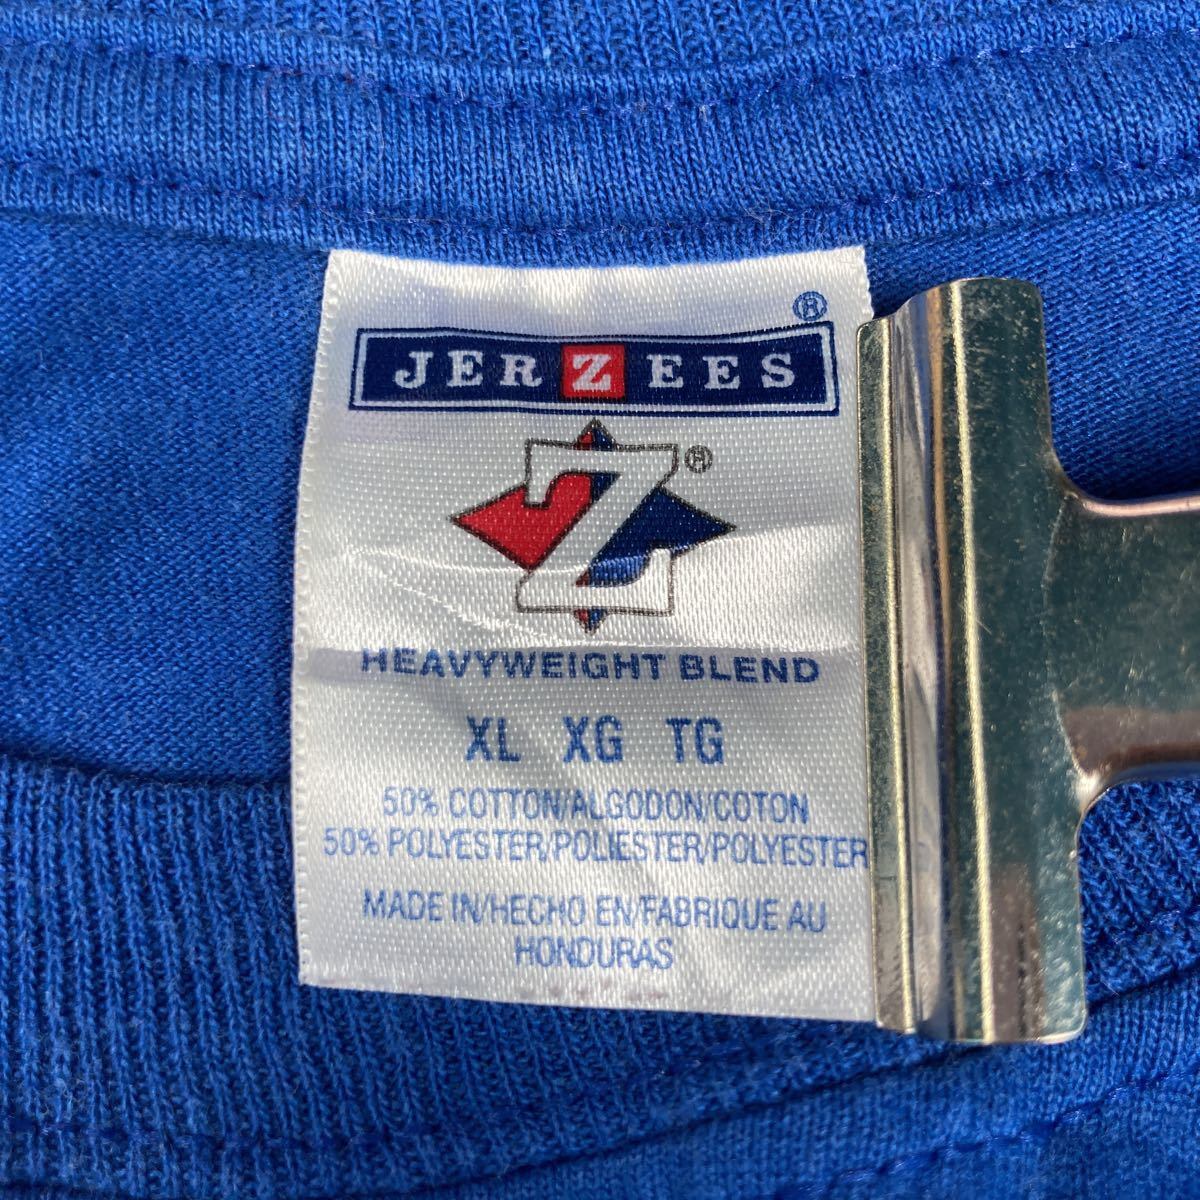 ®
JERZEES
Z ®
HEAVYWEIGHT BLEND
XL XG TG
50% COTTON/ALGODON/COTON
50% POLYESTER/POLIESTER/POLYESTER
MADE IN/HECHO EN/FABRIQUE AU
HONDURAS